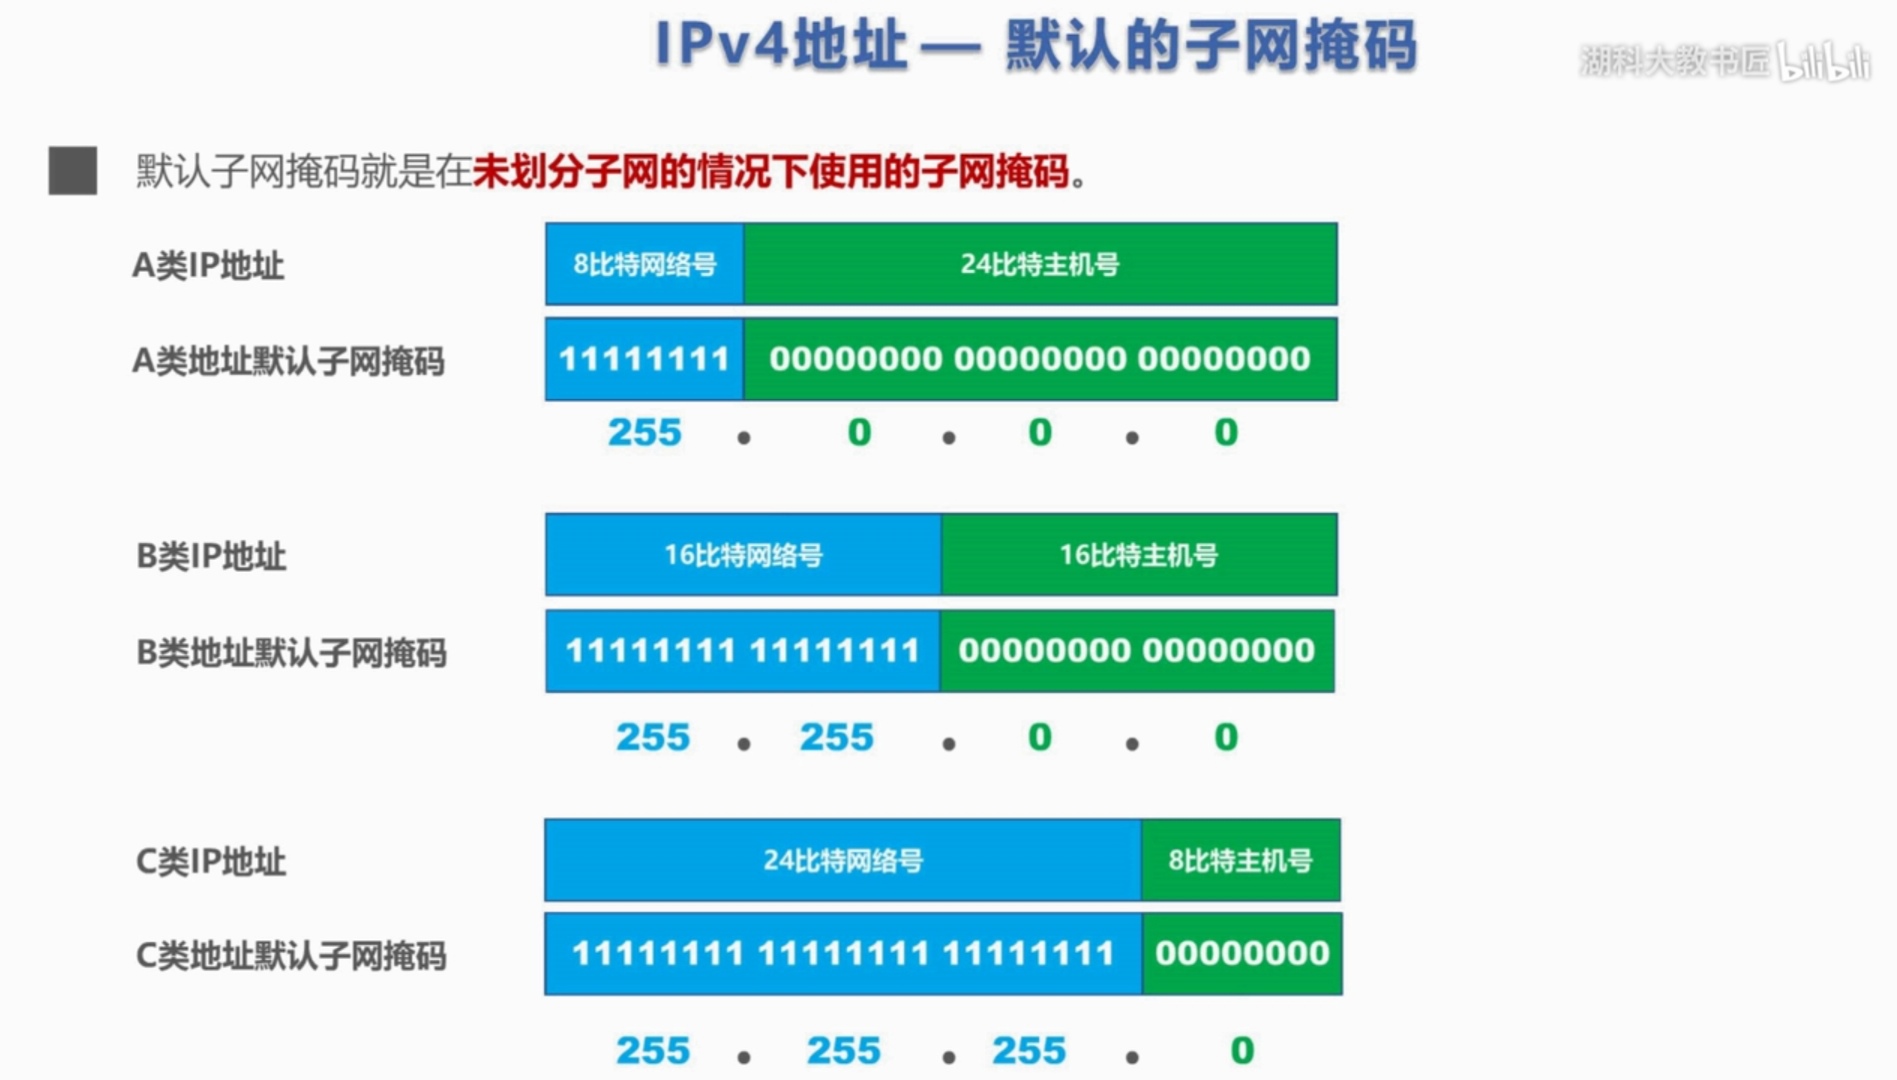 IPv4地址 — 默认的子网掩码
湖科大教书匠 bilibili
默认子网掩码就是在未划分子网的情况下使用的子网掩码。
A类IP地址 8比特网络号 24比特主机号
A类地址默认子网掩码 11111111 00000000 00000000 00000000
255 . 0 . 0 . 0
B类IP地址 16比特网络号 16比特主机号
B类地址默认子网掩码 11111111 11111111 00000000 00000000
255 . 255 . 0 . 0
C类IP地址 24比特网络号 8比特主机号
C类地址默认子网掩码 11111111 11111111 11111111 00000000
255 . 255 . 255 . 0